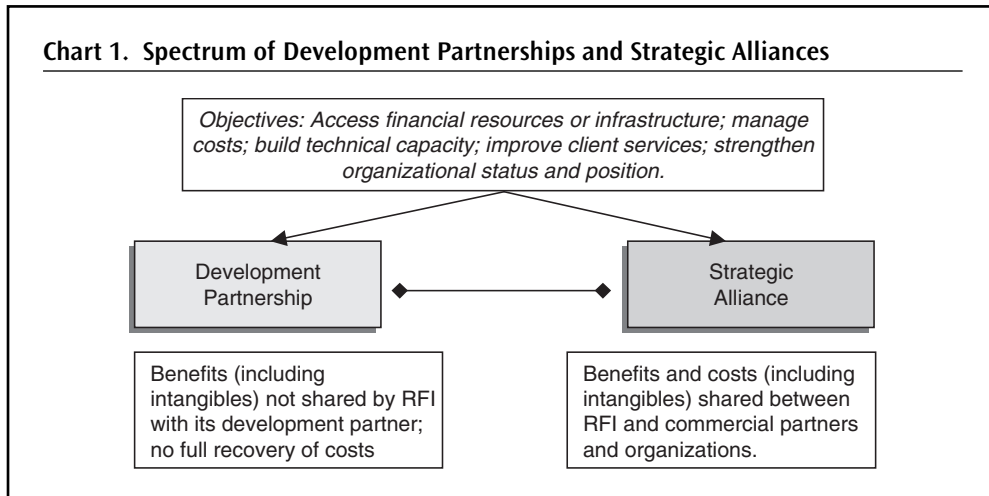 Chart 1. Spectrum of Development Partnerships and Strategic Alliances
Objectives: Access financial resources or infrastructure; manage
costs; build technical capacity; improve client services; strengthen
organizational status and position.
Development
Partnership
Strategic
Alliance
Benefits (including
intangibles) not shared by RFI
with its development partner;
no full recovery of costs
Benefits and costs (including
intangibles) shared between
RFI and commercial partners
and organizations.